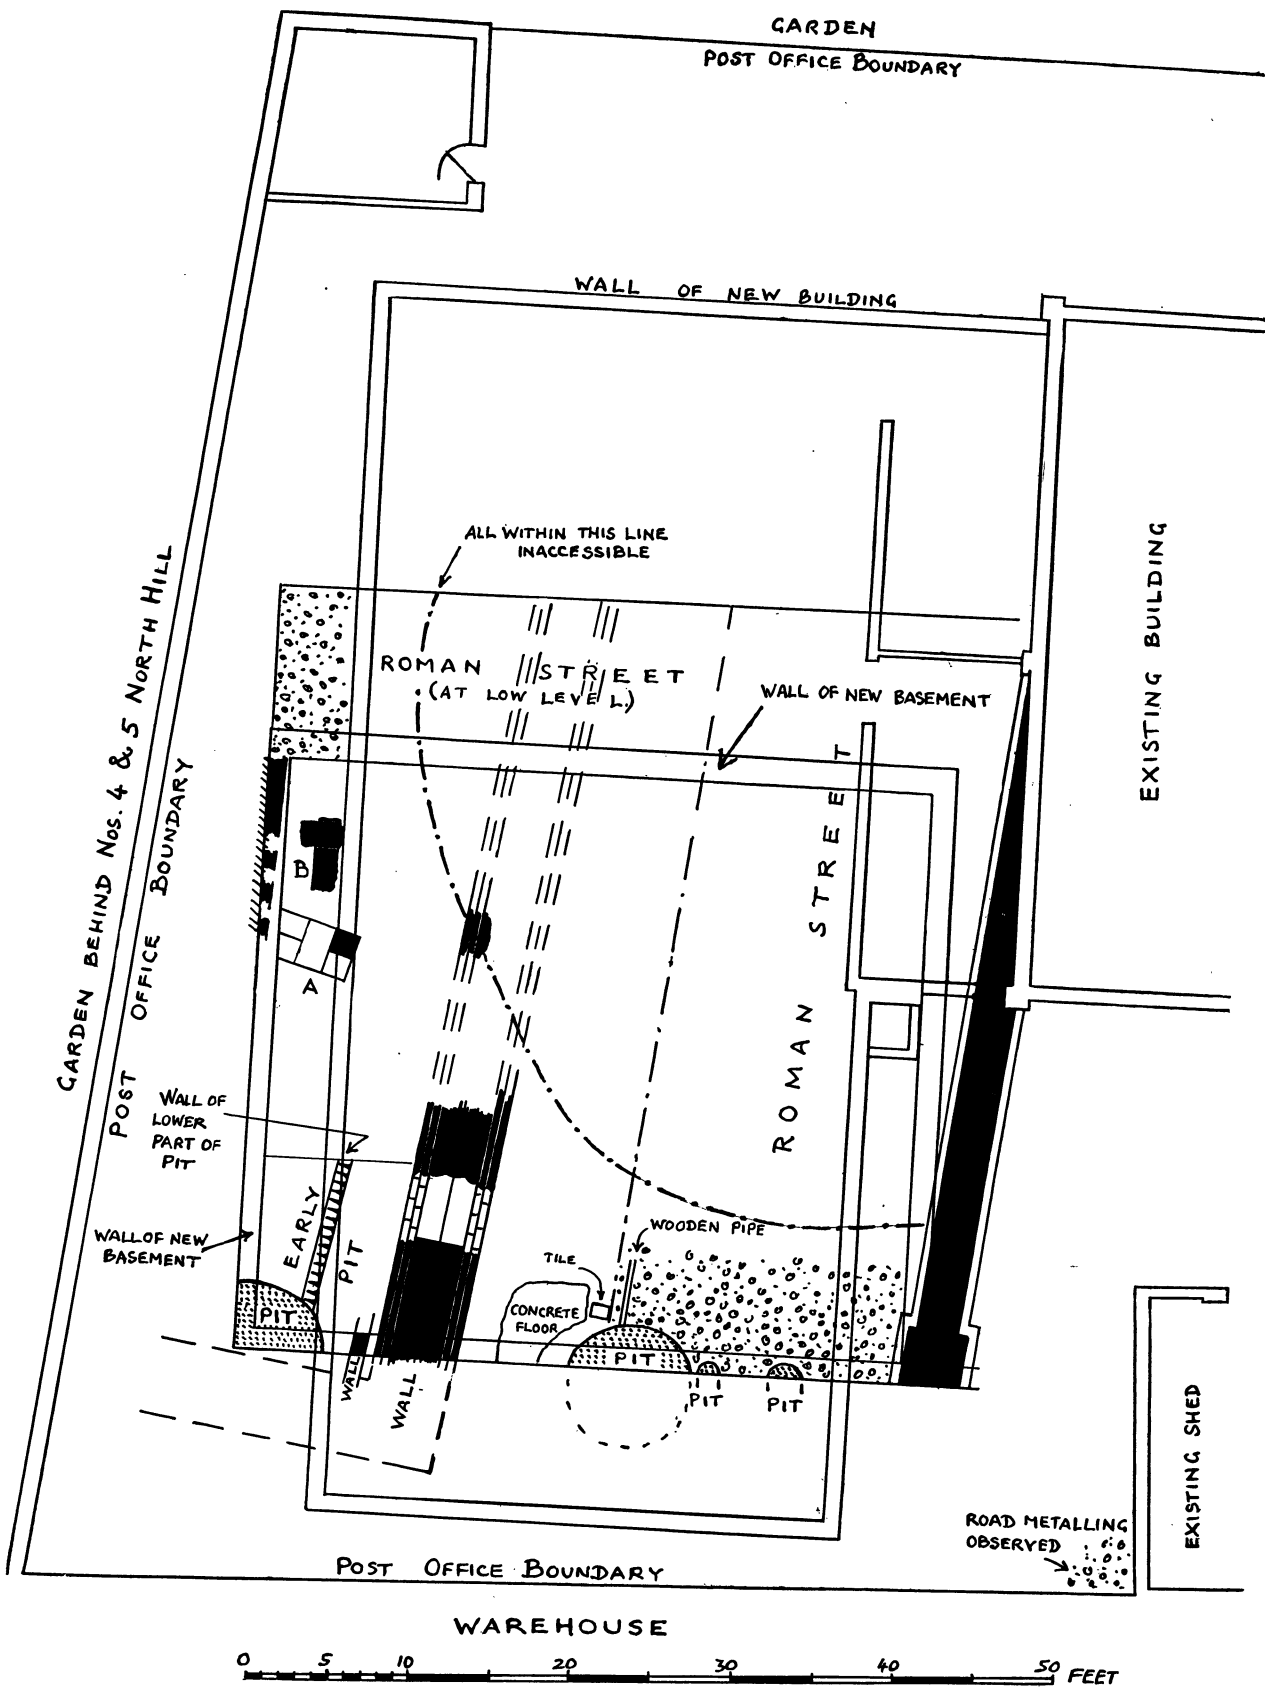 GARDEN
POST OFFICE BOUNDARY
WALL OF NEW BUILDING
ALL WITHIN THIS LINE
INACCESSIBLE
EXISTING BUILDING
GARDEN BEHIND NOS. 4 & 5 NORTH HILL
POST OFFICE BOUNDARY
ROMAN STREET
(AT LOW LEVEL.)
WALL OF NEW BASEMENT
ROMAN STREET
B
A
WALL OF
LOWER
PART OF
PIT
EARLY
PIT
WALL OF NEW
BASEMENT
WOODEN PIPE
TILE
CONCRETE
FLOOR
PIT
PIT
PIT
PIT
WALL
WALL
EXISTING SHED
ROAD METALLING
OBSERVED
POST OFFICE BOUNDARY
WAREHOUSE
0 5 10 20 30 40 50 FEET